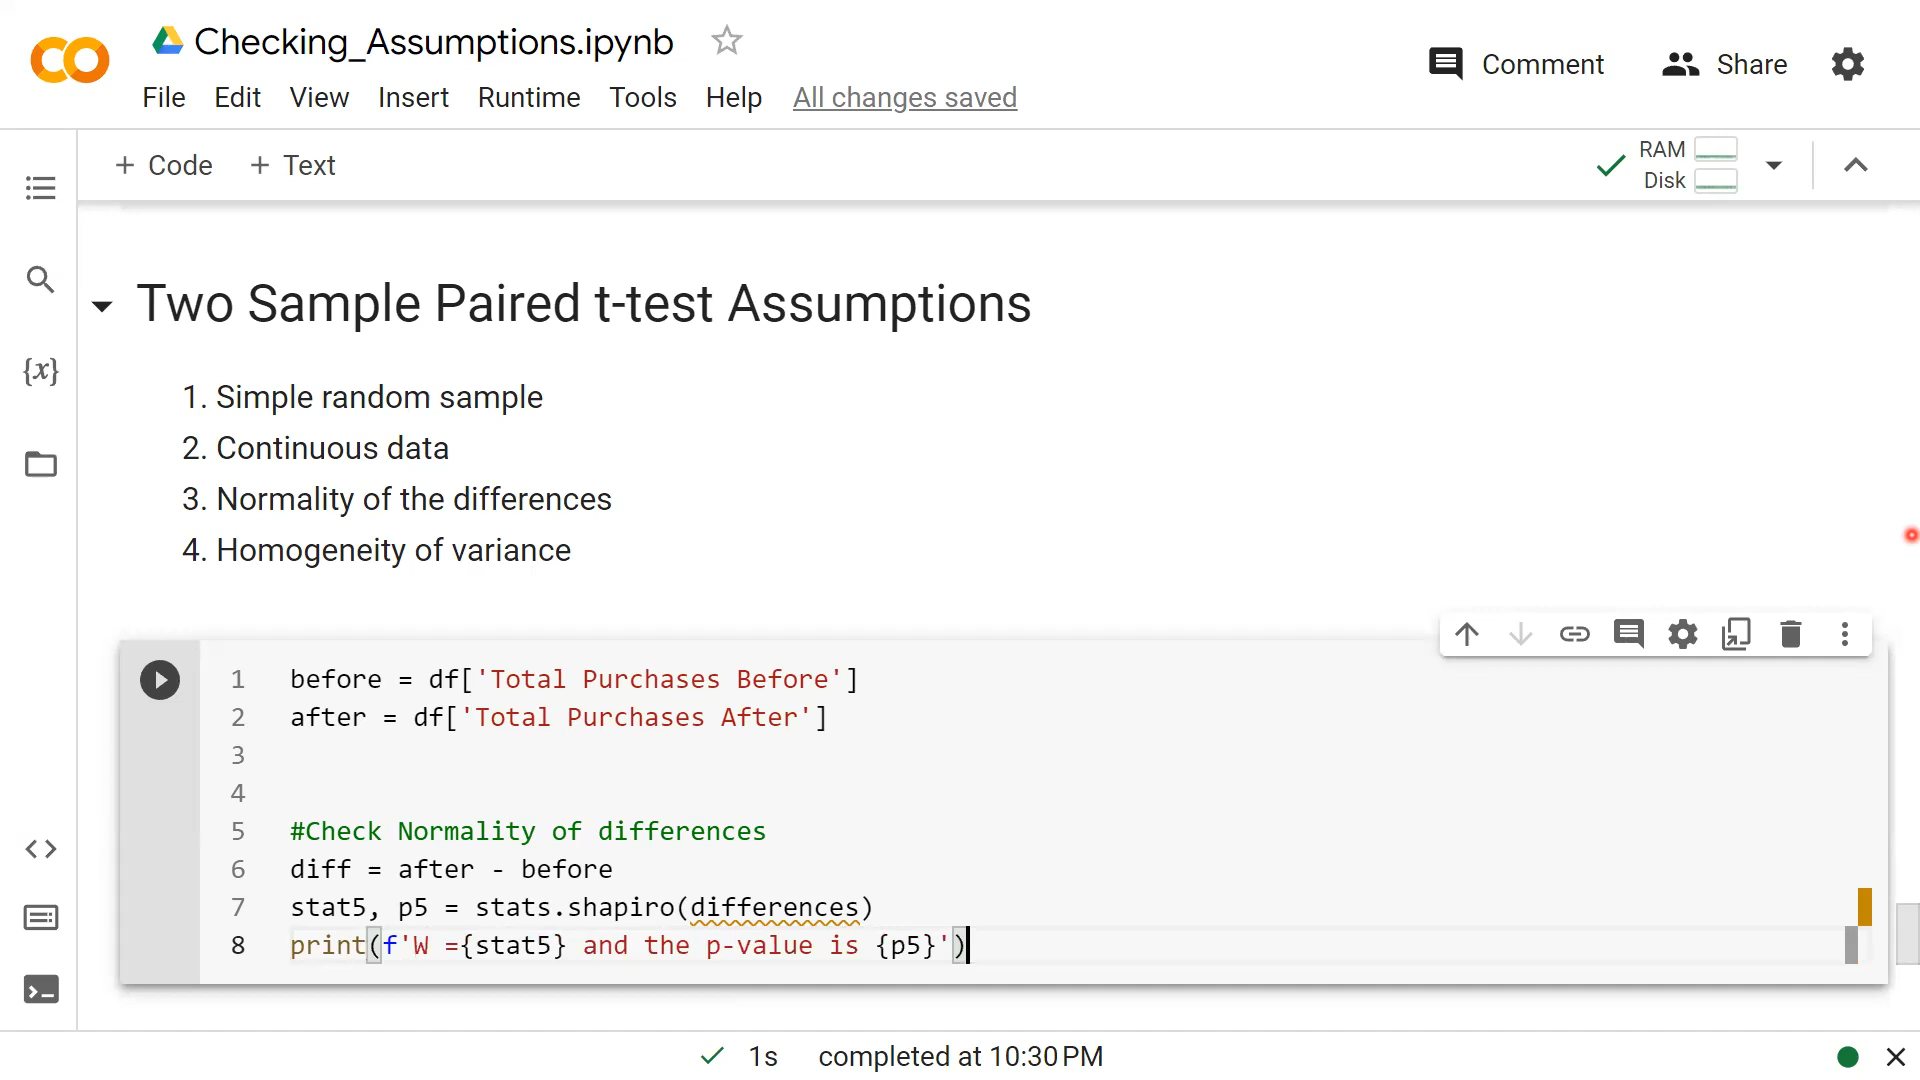 Checking_Assumptions.ipynb
Comment
Share
File Edit View Insert Runtime Tools Help All changes saved
+ Code + Text
RAM
Disk
Two Sample Paired t-test Assumptions
1. Simple random sample
2. Continuous data
3. Normality of the differences
4. Homogeneity of variance
{x}
1 before = df['Total Purchases Before']
2 after = df['Total Purchases After']
3
4
5 #Check Normality of differences
6 diff = after - before
7 stat5, p5 = stats.shapiro(differences)
8 print(f'W ={stat5} and the p-value is {p5}')
1s completed at 10:30 PM